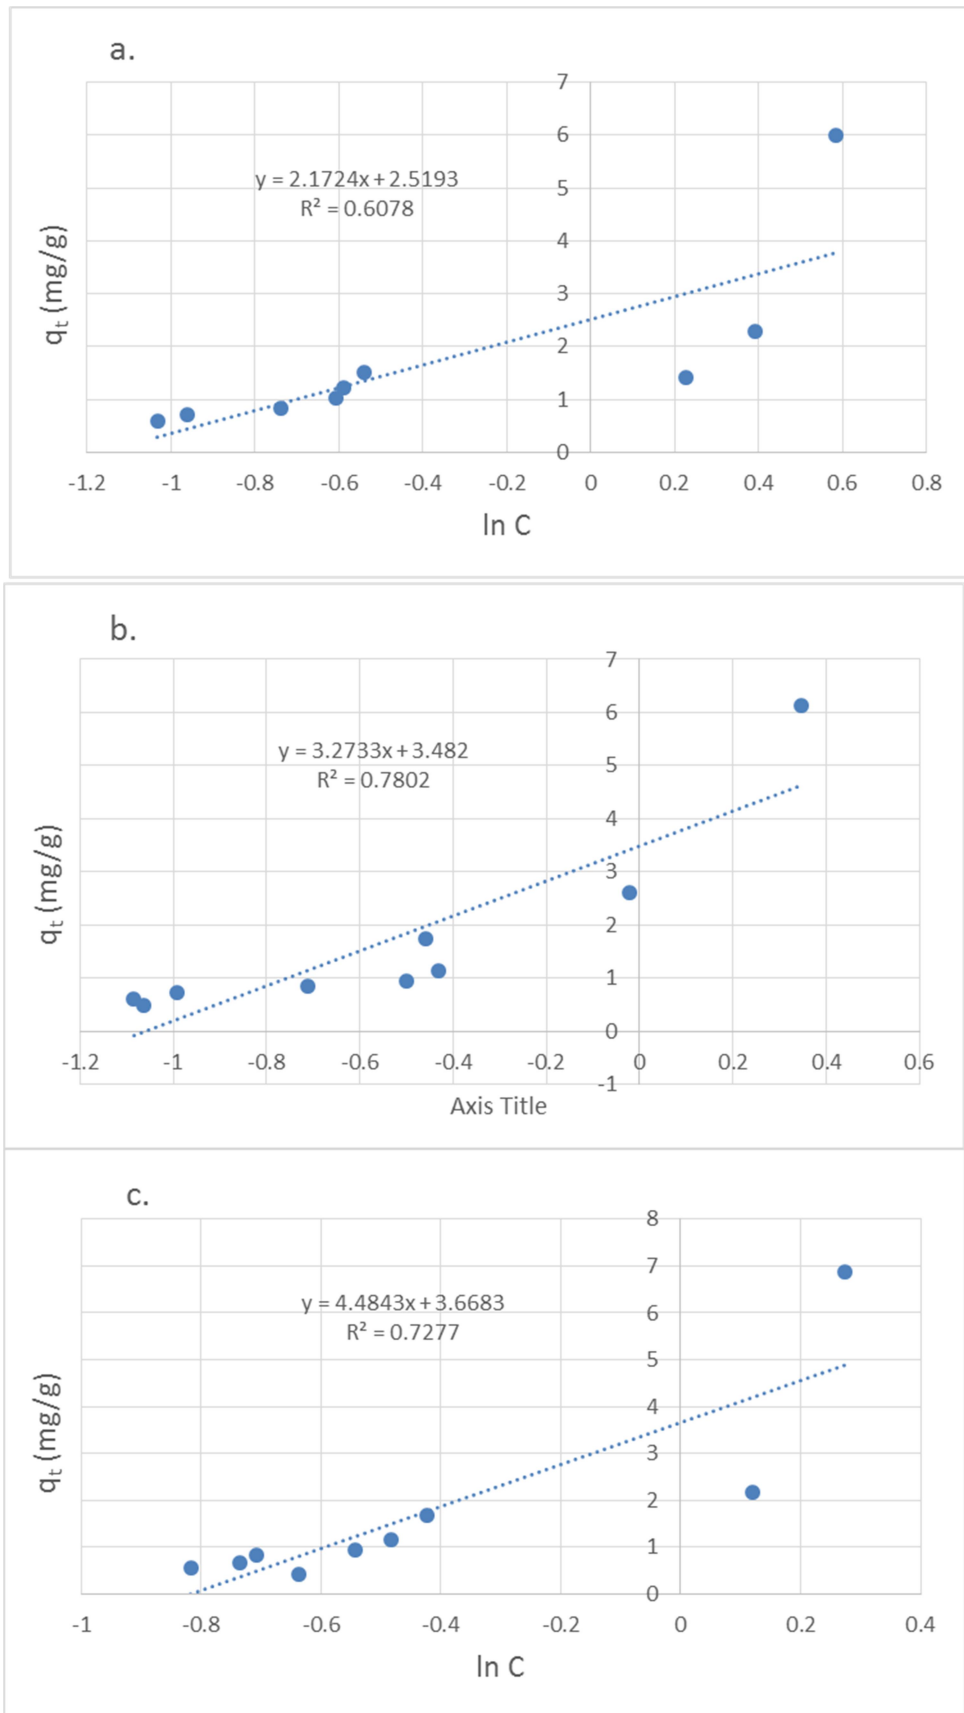 a.
7
6
5
4
3
2
1
0
y = 2.1724x + 2.5193
R² = 0.6078
qt (mg/g)
-1.2 -1 -0.8 -0.6 -0.4 -0.2 0 0.2 0.4 0.6 0.8
ln C
b.
7
6
5
4
3
2
1
0
-1
y = 3.2733x + 3.482
R² = 0.7802
qt (mg/g)
-1.2 -1 -0.8 -0.6 -0.4 -0.2 0 0.2 0.4 0.6
Axis Title
c.
8
7
6
5
4
3
2
1
0
y = 4.4843x + 3.6683
R² = 0.7277
qt (mg/g)
-1 -0.8 -0.6 -0.4 -0.2 0 0.2 0.4
ln C